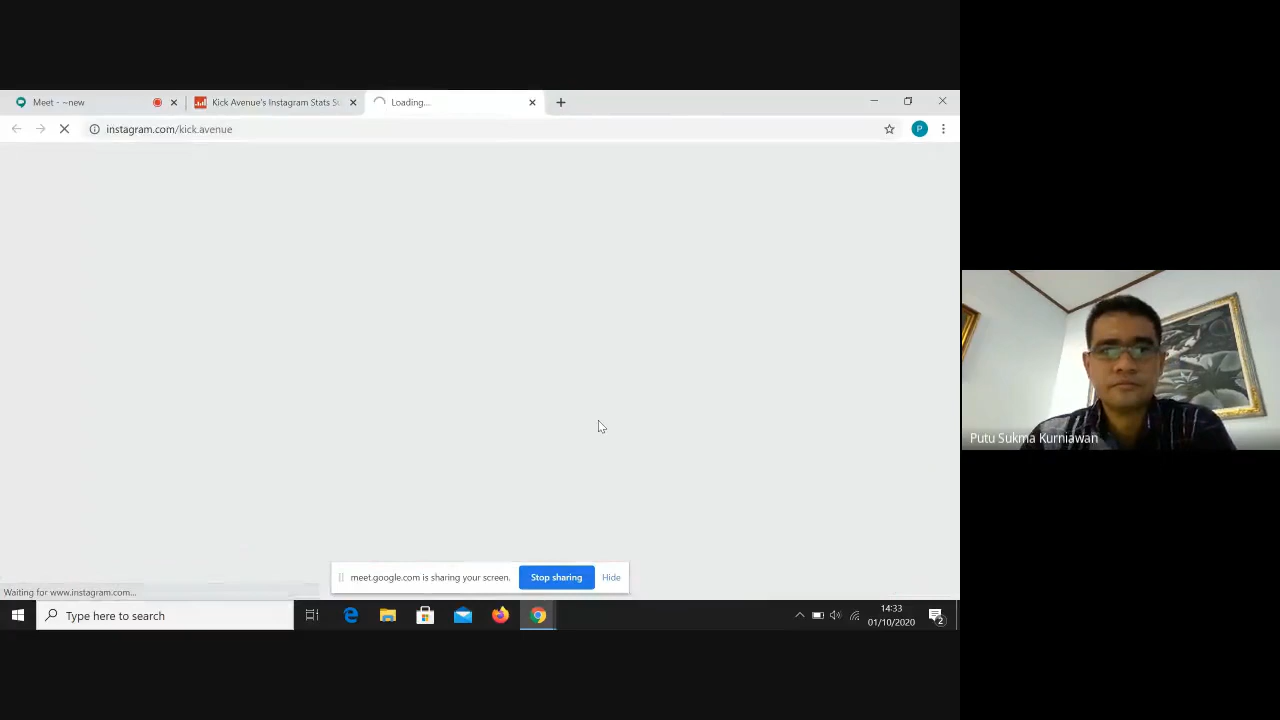 Meet - ~new
Kick Avenue's Instagram Stats S
Loading...
instagram.com/kick.avenue
P
Putu Sukma Kurniawan
meet.google.com is sharing your screen.
Stop sharing
Hide
Waiting for www.instagram.com...
Type here to search
14:33
01/10/2020
2